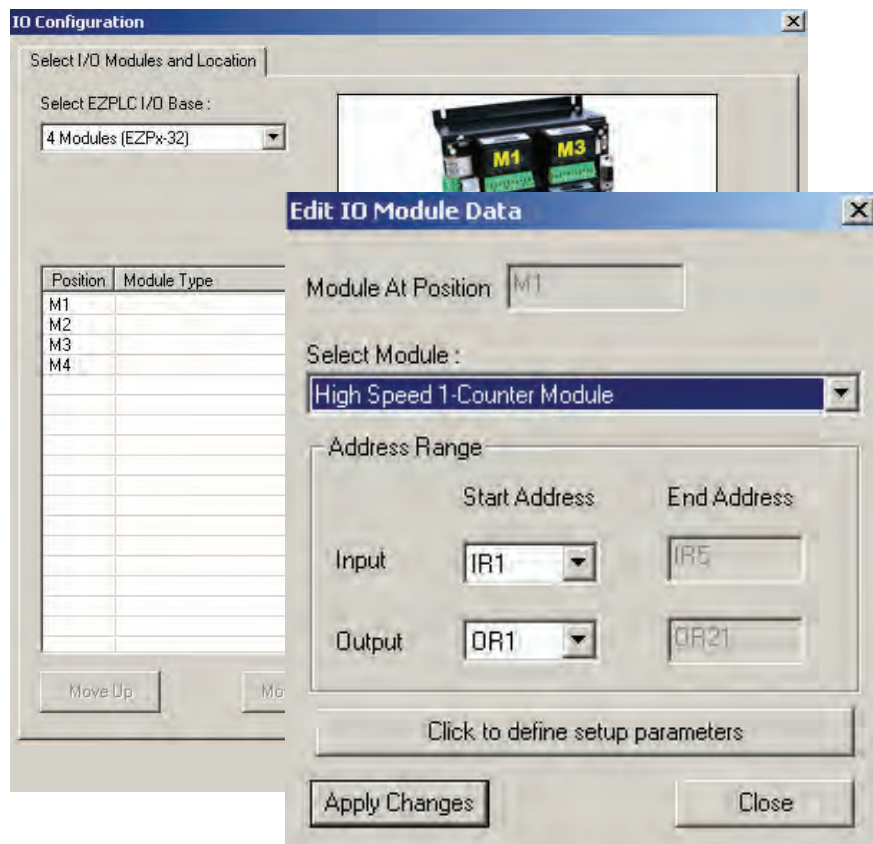 IO Configuration
Select I/O Modules and Location
Select EZPLC I/O Base :
4 Modules (EZPx-32)
M1
M3
Position Module Type
M1
M2
M3
M4
Move Up
Mo
Edit IO Module Data
Module At Position M1
Select Module :
High Speed 1-Counter Module
Address Range
Start Address End Address
Input IR1 IR5
Output OR1 OR21
Click to define setup parameters
Apply Changes Close